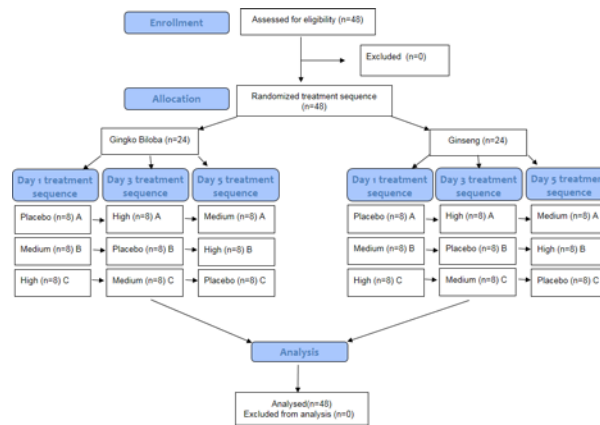 Enrollment
Assessed for eligibility (n=48)
Excluded (n=0)
Allocation
Randomized treatment sequence
(n=48)
Gingko Biloba (n=24)
Ginseng (n=24)
Day 1 treatment
sequence
Day 3 treatment
sequence
Day 5 treatment
sequence
Day 1 treatment
sequence
Day 3 treatment
sequence
Day 5 treatment
sequence
Placebo (n=8) A
High (n=8) A
Medium (n=8) A
Placebo (n=8) A
High (n=8) A
Medium (n=8) A
Medium (n=8) B
Placebo (n=8) B
High (n=8) B
Medium (n=8) B
Placebo (n=8) B
High (n=8) B
High (n=8) C
Medium (n=8) C
Placebo (n=8) C
High (n=8) C
Medium (n=8) C
Placebo (n=8) C
Analysis
Analysed(n=48)
Excluded from analysis (n=0)